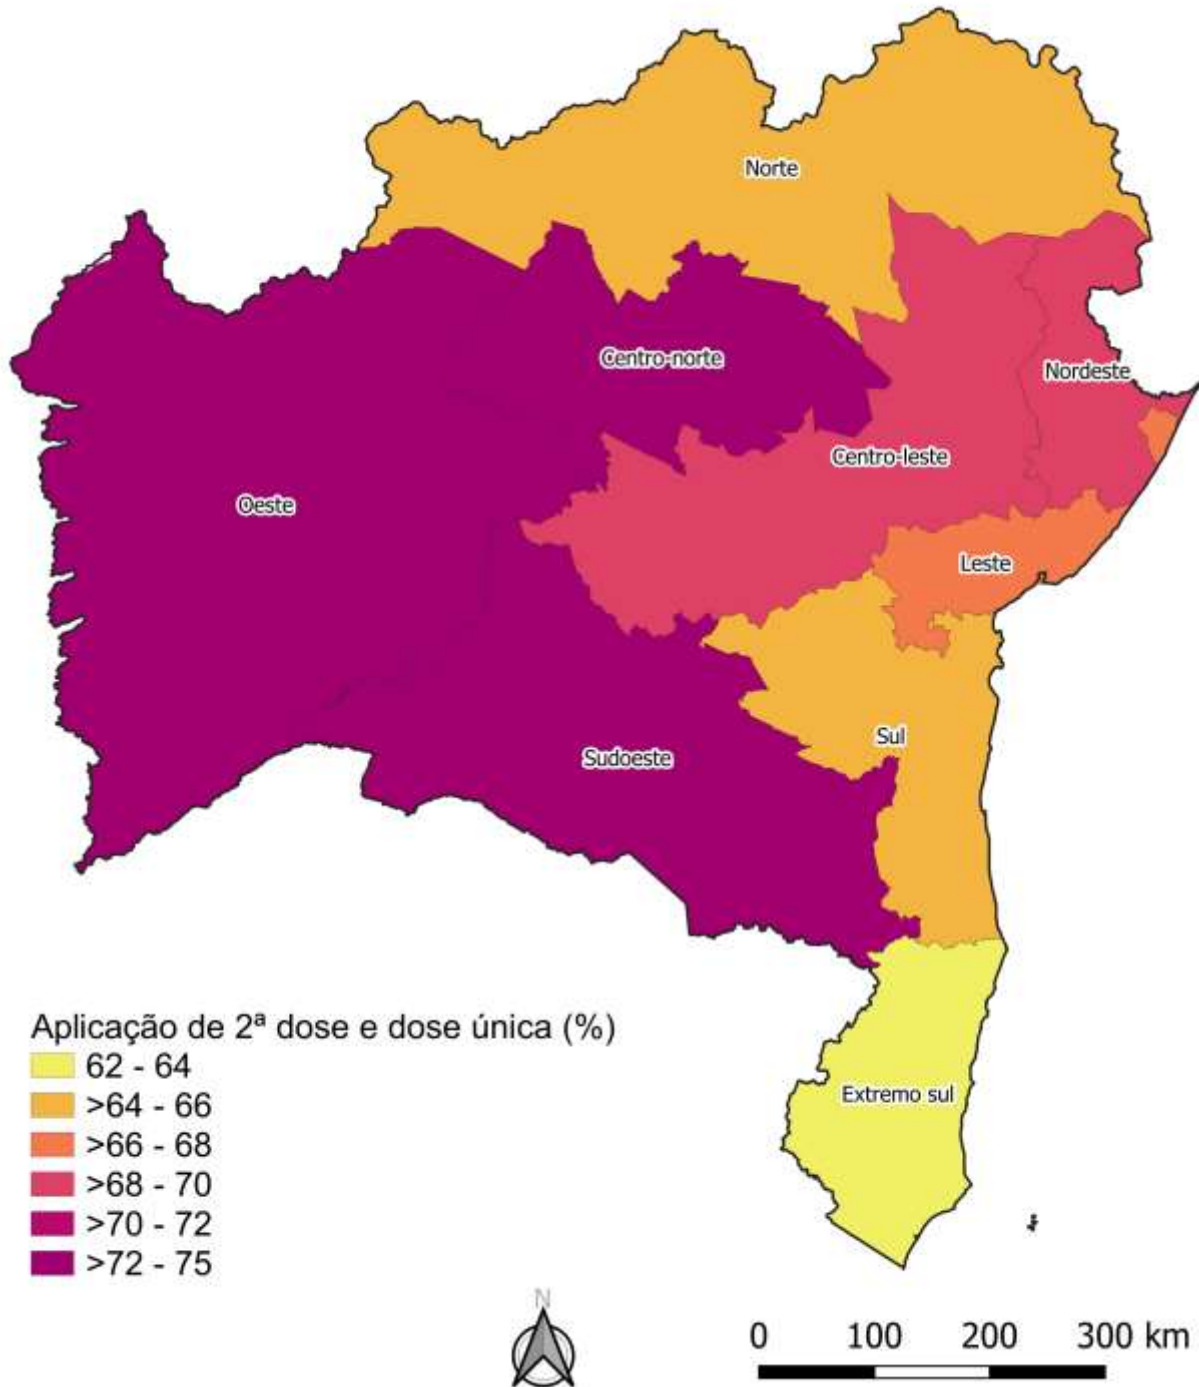 Norte
Centro-norte
Nordeste
Centro-leste
Oeste
Leste
Sul
Sudoeste
Aplicação de 2ª dose e dose única (%)
62 - 64
>64 - 66
>66 - 68
>68 - 70
>70 - 72
>72 - 75
Extremo sul
N
0 100 200 300 km